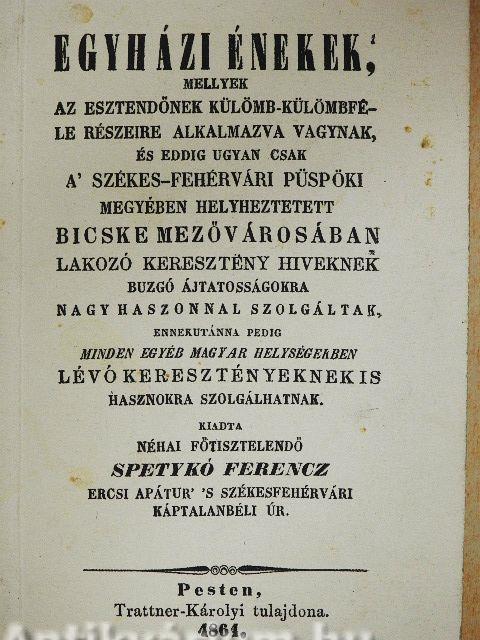 EGYHÁZI ÉNEKEK,
MELLYEK
AZ ESZTENDŐNEK KÜLÖMB-KÜLÖMBFÉ-
LE RÉSZEIRE ALKALMAZVA VAGYNAK,
ÉS EDDIG UGYAN CSAK
A' SZÉKES-FEHÉRVÁRI PÜSPÖKI
MEGYÉBEN HELYHEZTETETT
BICSKE MEZŐVÁROSÁBAN
LAKOZÓ KERESZTÉNY HIVEKNEK
BUZGÓ ÁJTATOSSÁGOKRA
NAGY HASZONNAL SZOLGÁLTAK,
ENNEKUTÁNNA PEDIG
MINDEN EGYÉB MAGYAR HELYSÉGEKBEN
LÉVŐ KERESZTÉNYEKNEK IS
HASZNOKRA SZOLGÁLHATNAK.
KIADTA
NÉHAI FŐTISZTELENDŐ
SPETYKÓ FERENCZ
ERCSI APÁTUR' 'S SZÉKESFEHÉRVÁRI
KÁPTALANBÉLI ÚR.
Pesten,
Trattner-Károlyi tulajdona.
1861.